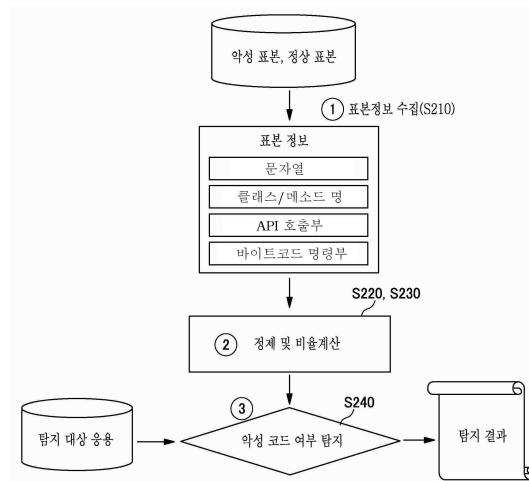 악성 표본, 정상 표본
① 표본정보 수집(S210)
표본 정보
문자열
클래스/메소드 명
API 호출부
바이트코드 명령부
S220, S230
② 정제 및 비율계산
③
S240
탐지 대상 응용
악성 코드 여부 탐지
탐지 결과